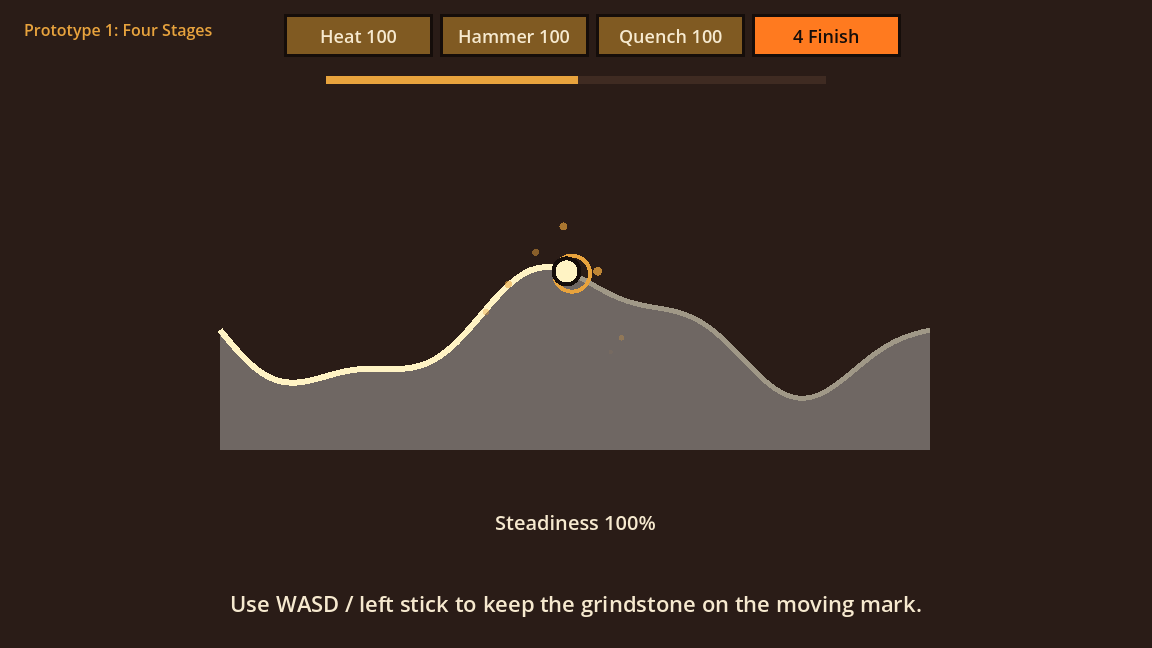 Prototype 1: Four Stages
Heat 100
Hammer 100
Quench 100
4 Finish
Steadiness 100%
Use WASD / left stick to keep the grindstone on the moving mark.